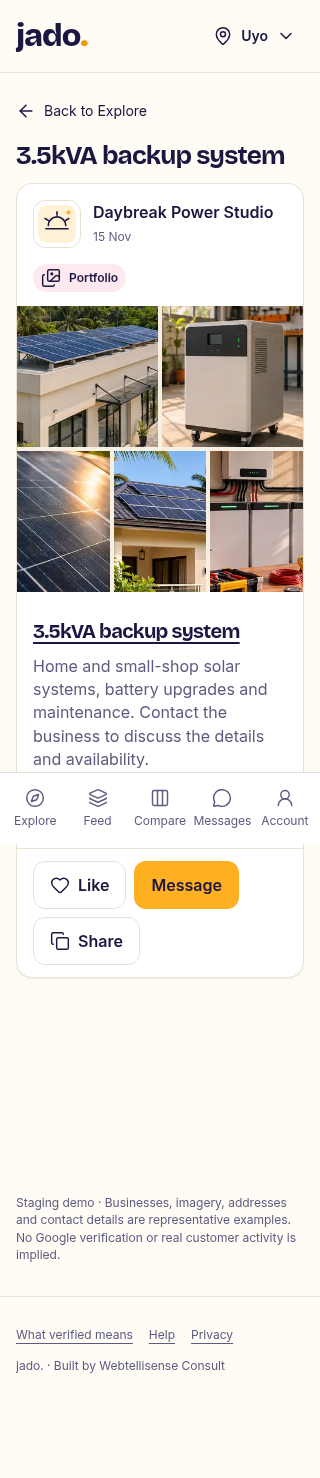 jado.
Uyo
Back to Explore
3.5kVA backup system
Daybreak Power Studio
15 Nov
Portfolio
3.5kVA backup system
Home and small-shop solar
systems, battery upgrades and
maintenance. Contact the
business to discuss the details
and availability.
Explore
Feed
Compare
Messages
Account
Like
Message
Share
Staging demo · Businesses, imagery, addresses
and contact details are representative examples.
No Google verification or real customer activity is
implied.
What verified means
Help
Privacy
jado. · Built by Webtellisense Consult